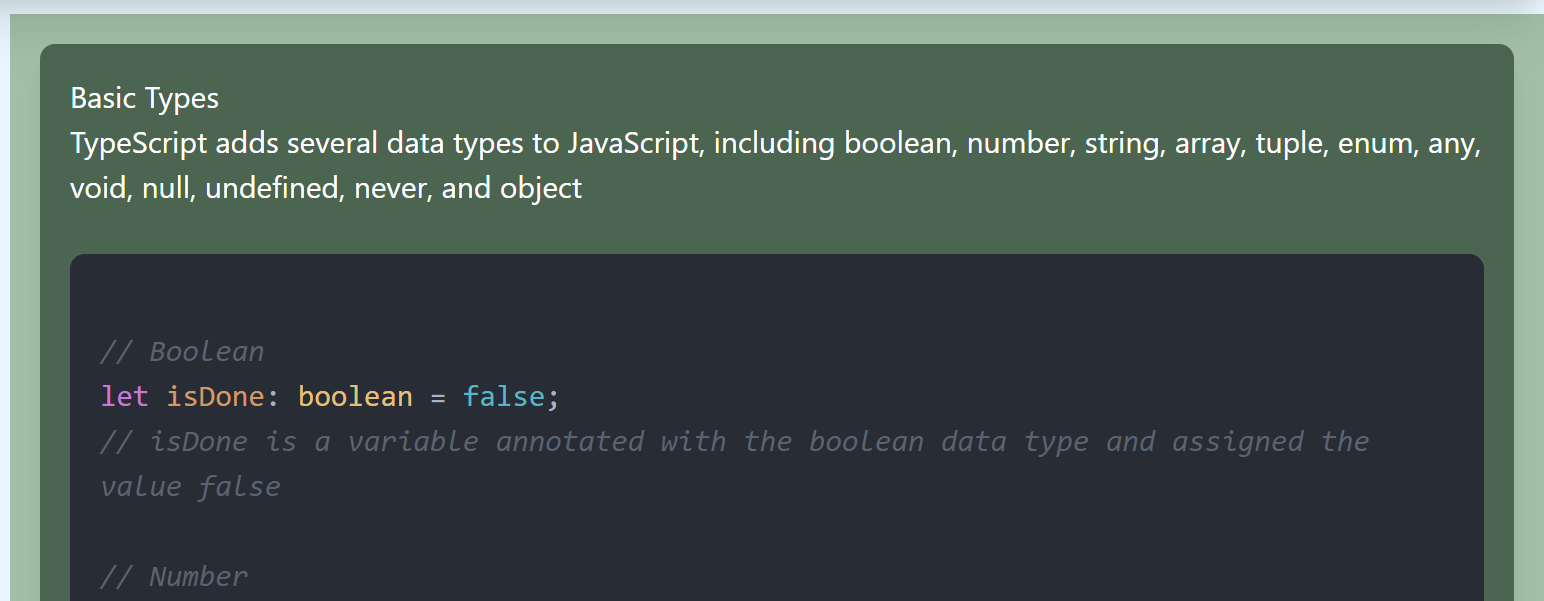 Basic Types
TypeScript adds several data types to JavaScript, including boolean, number, string, array, tuple, enum, any,
void, null, undefined, never, and object
// Boolean
let isDone: boolean = false;
// isDone is a variable annotated with the boolean data type and assigned the
value false
// Number